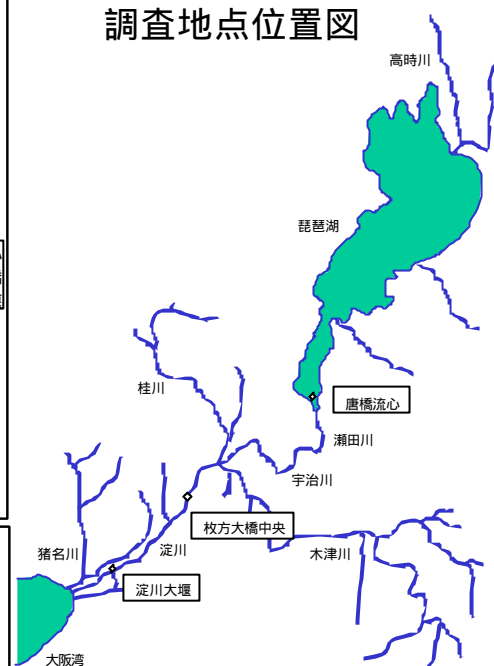 調査地点位置図
高時川
琵琶湖
桂川
唐橋流心
瀬田川
宇治川
枚方大橋中央
猪名川
淀川
木津川
淀川大堰
大阪湾